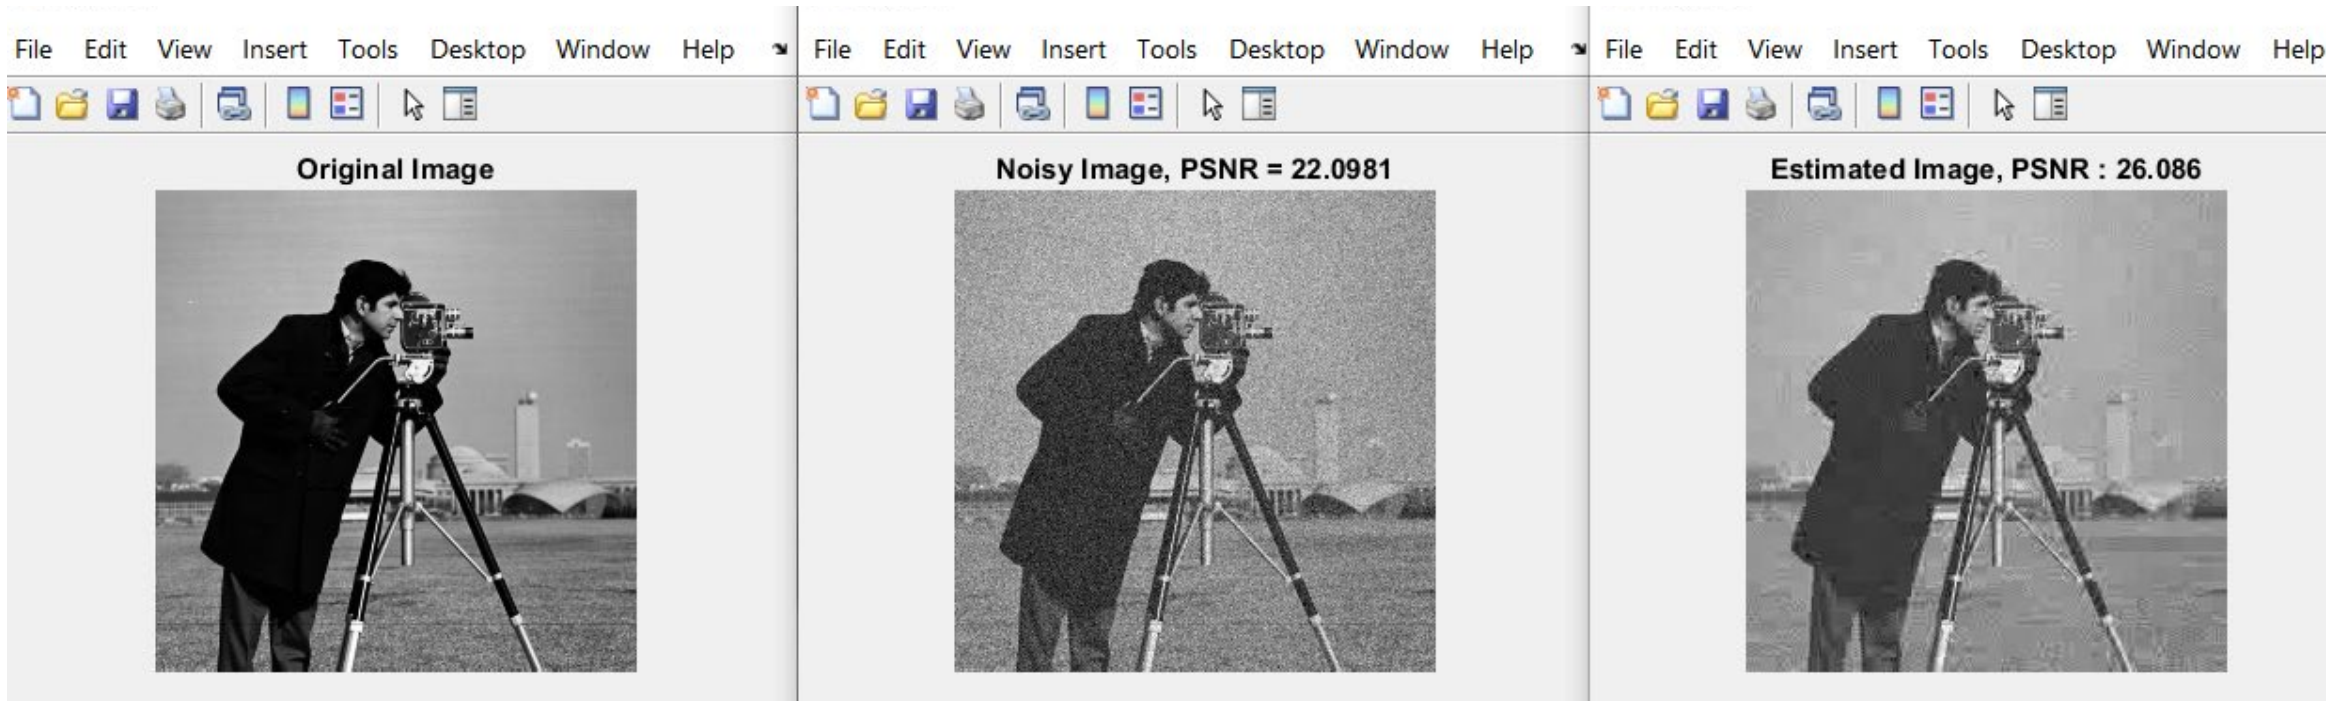 File Edit View Insert Tools Desktop Window Help
Original Image
File Edit View Insert Tools Desktop Window Help
Noisy Image, PSNR = 22.0981
File Edit View Insert Tools Desktop Window Help
Estimated Image, PSNR : 26.086